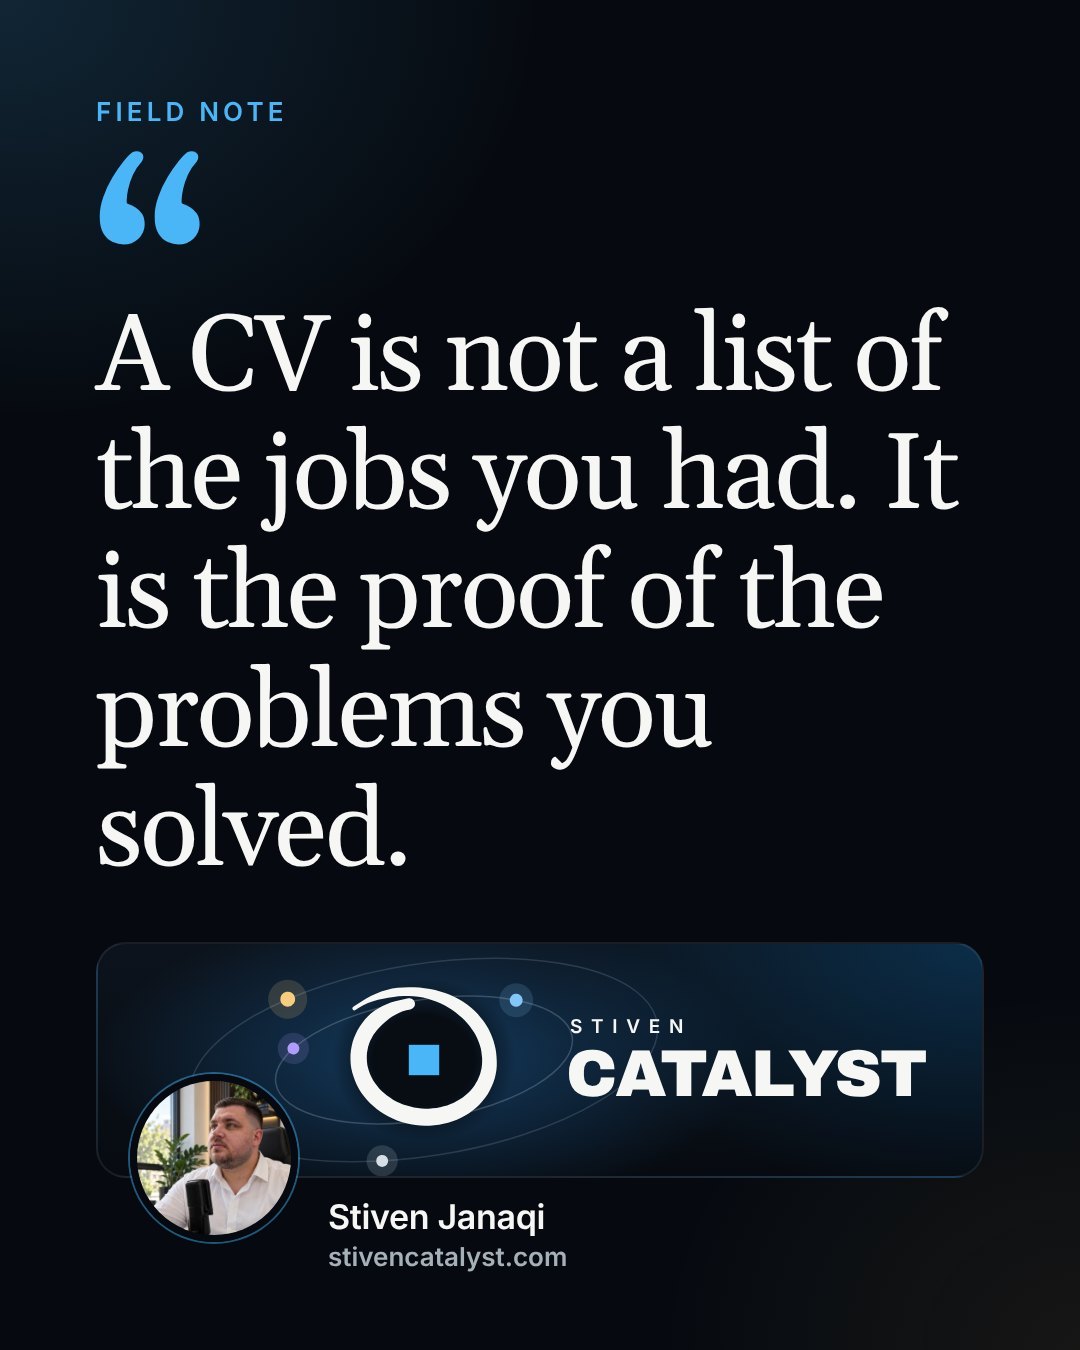 FIELD NOTE
“
A CV is not a list of
the jobs you had. It
is the proof of the
problems you
solved.
STIVEN
CATALYST
Stiven Janaqi
stivencatalyst.com